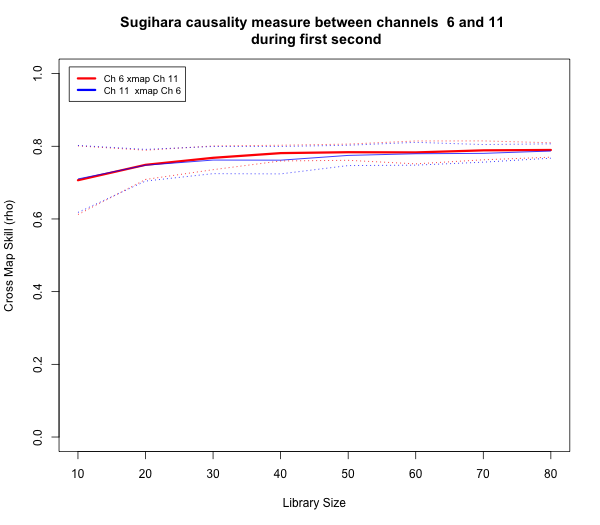 Sugihara causality measure between channels  6 and 11
during first second
Ch 6 xmap Ch 11
Ch 11  xmap Ch 6
Cross Map Skill (rho)
1.0
0.8
0.6
0.4
0.2
0.0
10 20 30 40 50 60 70 80
Library Size